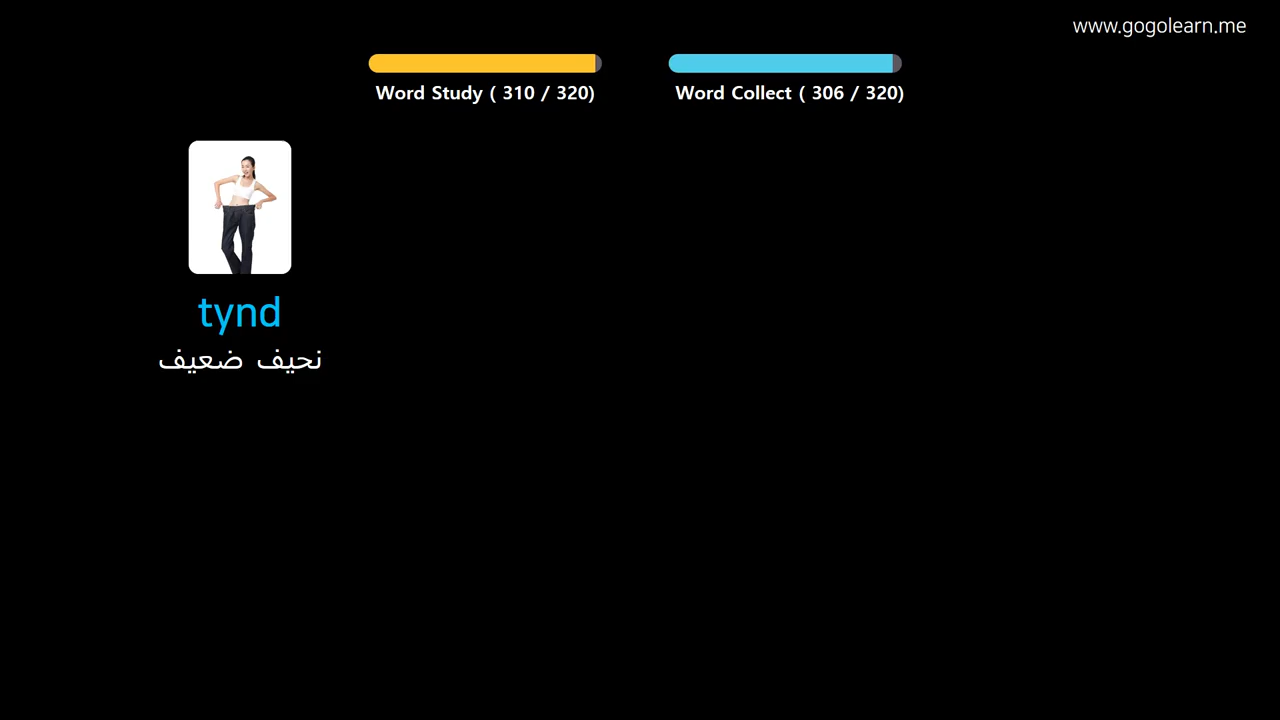 www.gogolearn.me
Word Study ( 310 / 320)
Word Collect ( 306 / 320)
tynd
نحيف ضعيف